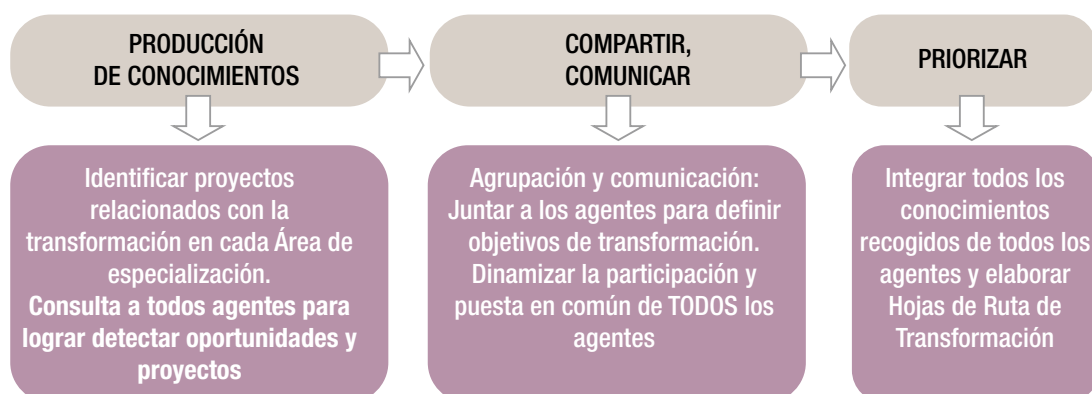 PRODUCCIÓN
DE CONOCIMIENTOS
COMPARTIR,
COMUNICAR
PRIORIZAR
Identificar proyectos
relacionados con la
transformación en cada Área de
especialización.
Consulta a todos agentes para
lograr detectar oportunidades y
proyectos
Agrupación y comunicación:
Juntar a los agentes para definir
objetivos de transformación.
Dinamizar la participación y
puesta en común de TODOS los
agentes
Integrar todos los
conocimientos
recogidos de todos los
agentes y elaborar
Hojas de Ruta de
Transformación